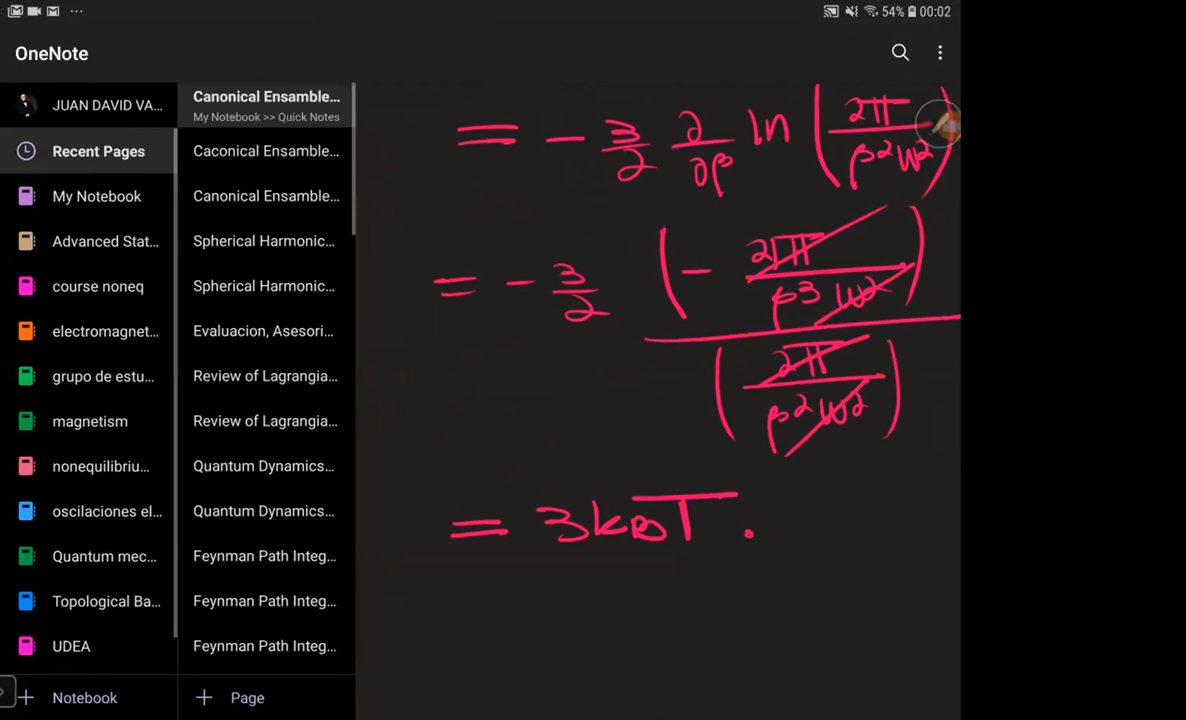 54% 00:02
OneNote
JUAN DAVID VA...
Recent Pages
My Notebook
Advanced Stat...
course noneq
electromagnet...
grupo de estu...
magnetism
nonequilibriu...
oscilaciones el...
Quantum mec...
Topological Ba...
UDEA
Notebook
Canonical Ensamble...
My Notebook >> Quick Notes
Caconical Ensamble...
Canonical Ensamble...
Spherical Harmonic...
Spherical Harmonic...
Evaluacion, Asesori...
Review of Lagrangia...
Review of Lagrangia...
Quantum Dynamics...
Quantum Dynamics...
Feynman Path Integ...
Feynman Path Integ...
Feynman Path Integ...
Page
= - 3/2 ∂/∂β ln (2π/β²w²)
= - 3/2 (- 2π/β³w²) / (2π/β²w²)
= 3kBT.